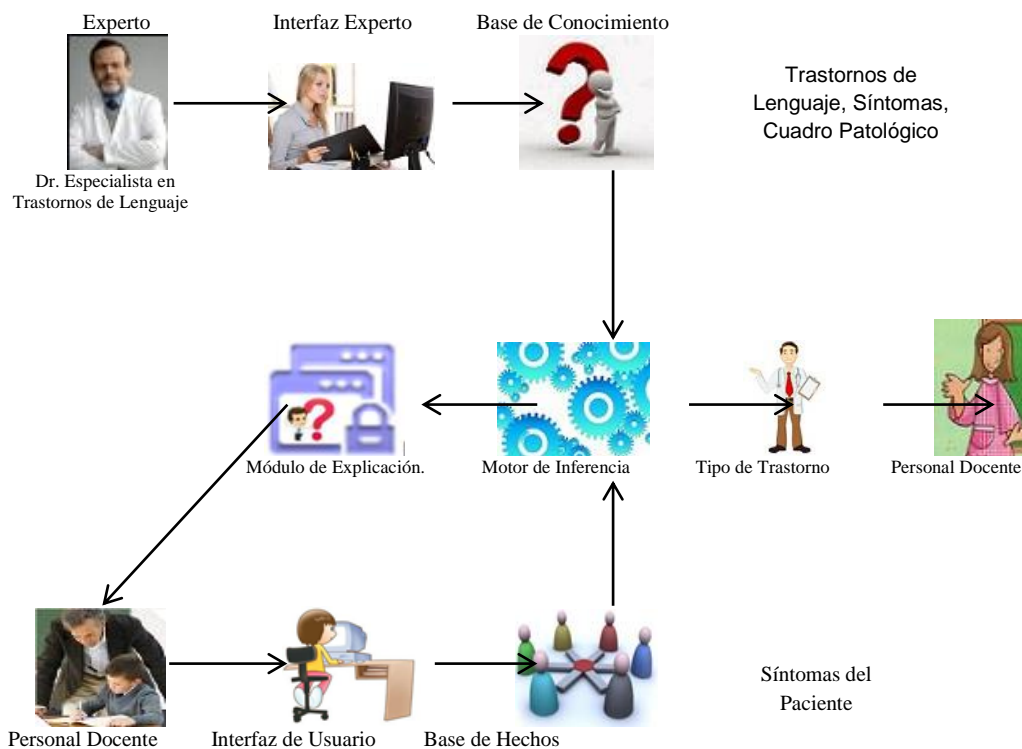 Experto
Interfaz Experto
Base de Conocimiento
Trastornos de
Lenguaje, Síntomas,
Cuadro Patológico
Dr. Especialista en
Trastornos de Lenguaje
Módulo de Explicación.
Motor de Inferencia
Tipo de Trastorno
Personal Docente
Síntomas del
Paciente
Personal Docente
Interfaz de Usuario
Base de Hechos